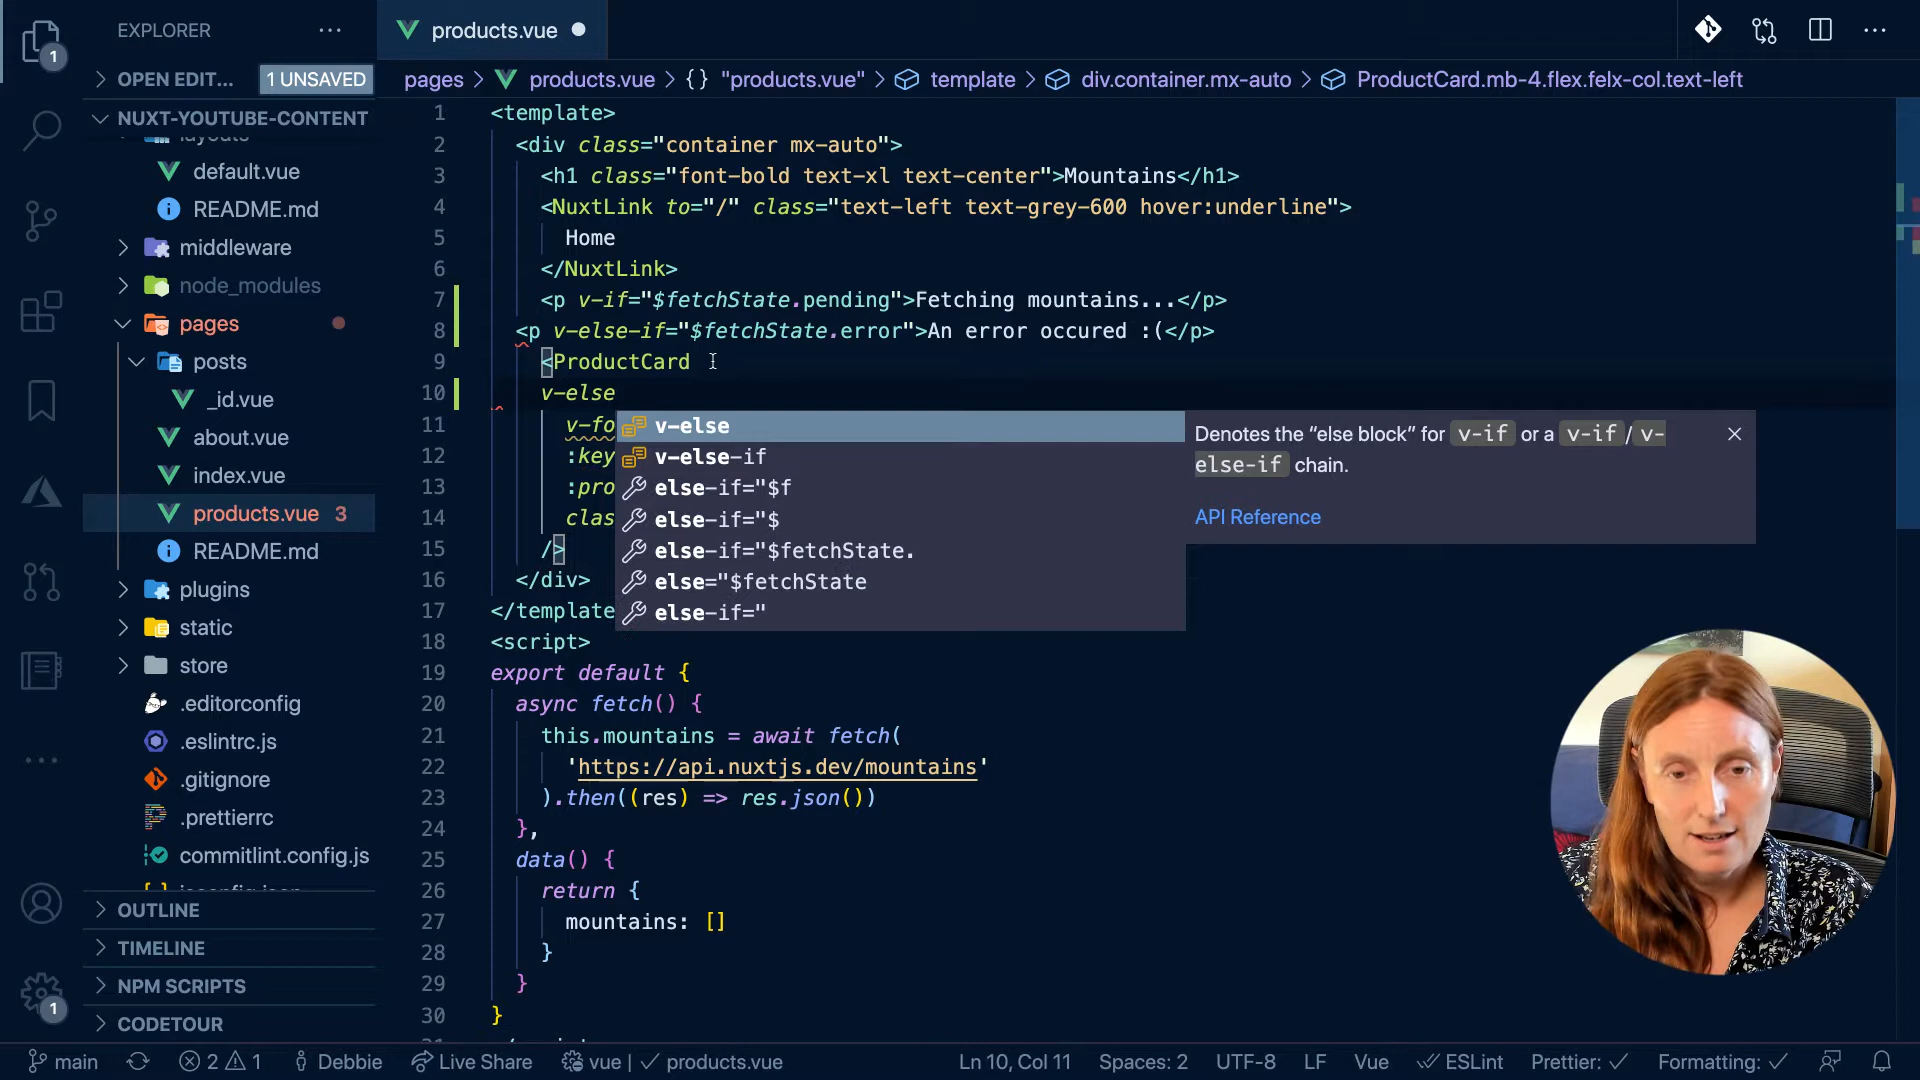 EXPLORER
OPEN EDIT...
1 UNSAVED
NUXT-YOUTUBE-CONTENT
layouts
default.vue
README.md
middleware
node_modules
pages
posts
_id.vue
about.vue
index.vue
products.vue 3
README.md
plugins
static
store
.editorconfig
.eslintrc.js
.gitignore
.prettierrc
commitlint.config.js
OUTLINE
TIMELINE
NPM SCRIPTS
CODETOUR
1
1
products.vue
pages > products.vue > {} "products.vue" > template > div.container.mx-auto > ProductCard.mb-4.flex.felx-col.text-left
1 <template>
2 <div class="container mx-auto">
3 <h1 class="font-bold text-xl text-center">Mountains</h1>
4 <NuxtLink to="/" class="text-left text-grey-600 hover:underline">
5 Home
6 </NuxtLink>
7 <p v-if="$fetchState.pending">Fetching mountains...</p>
8 <p v-else-if="$fetchState.error">An error occured :(</p>
9 <ProductCard
10 v-else
11 v-fo
12 :key
13 :pro
14 clas
15 />
16 </div>
17 </template
18 <script>
19 export default {
20 async fetch() {
21 this.mountains = await fetch(
22 'https://api.nuxtjs.dev/mountains'
23 ).then((res) => res.json())
24 },
25 data() {
26 return {
27 mountains: []
28 }
29 }
30 }
v-else
v-else-if
else-if="$f
else-if="$
else-if="$fetchState.
else="$fetchState
else-if="
Denotes the “else block” for v-if or a v-if/v-
else-if chain.
API Reference
main
2 1
Debbie
Live Share
vue | ✓ products.vue
Ln 10, Col 11
Spaces: 2
UTF-8
LF
Vue
ESLint
Prettier: ✓
Formatting: ✓